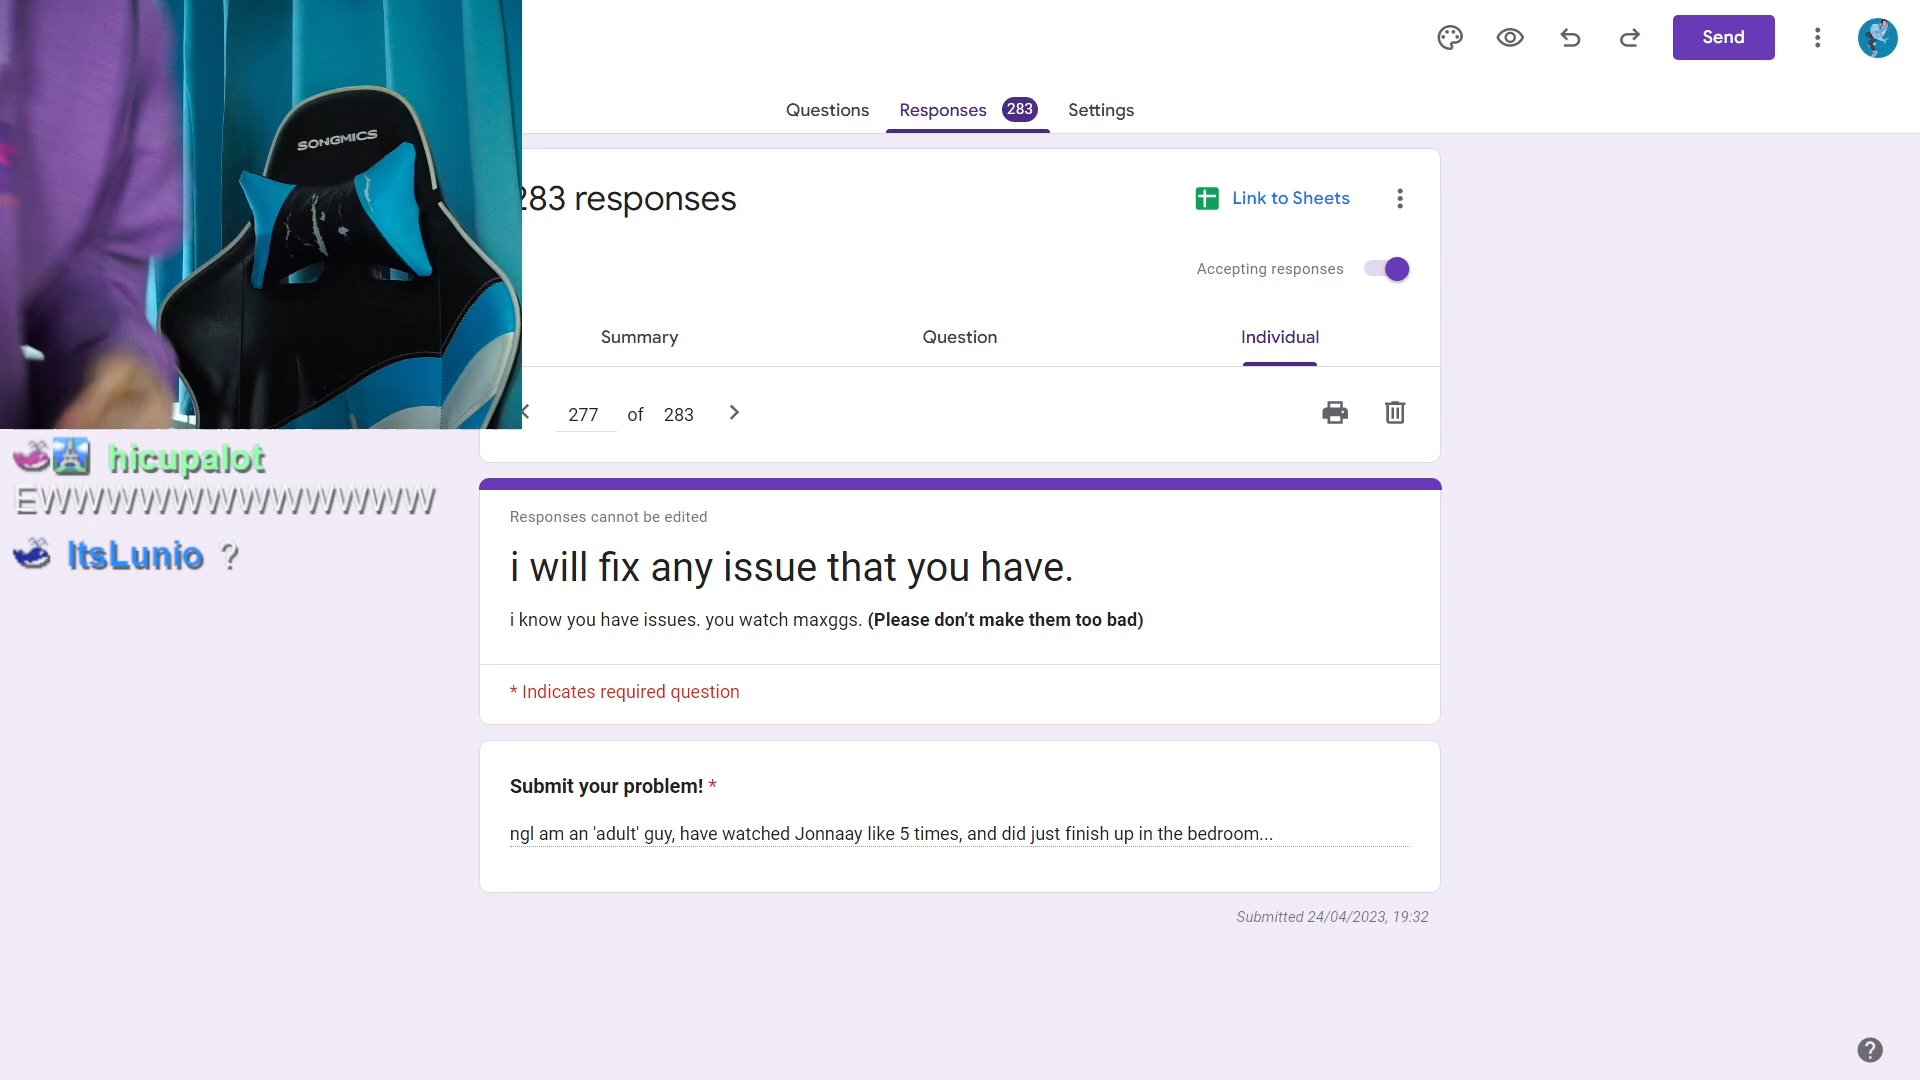 SONGMICS
Send
Questions
Responses 283
Settings
283 responses
Link to Sheets
Accepting responses
Summary
Question
Individual
277 of 283
hicupalot
EWWWWWWWWWWWW
ItsLunio ?
Responses cannot be edited
i will fix any issue that you have.
i know you have issues. you watch maxggs. (Please don't make them too bad)
* Indicates required question
Submit your problem! *
ngl am an 'adult' guy, have watched Jonnaay like 5 times, and did just finish up in the bedroom...
Submitted 24/04/2023, 19:32